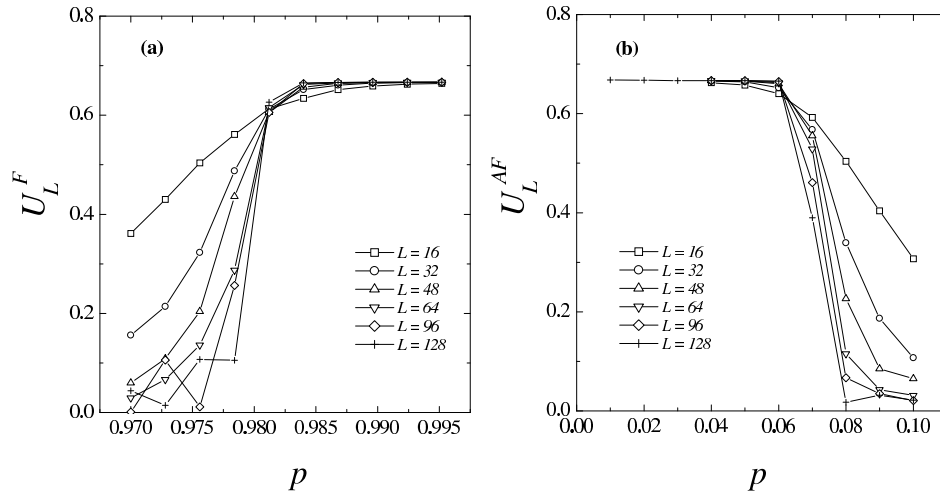 (a)
U_L^F
0.8
0.6
0.4
0.2
0.0
L = 16
L = 32
L = 48
L = 64
L = 96
L = 128
0.970 0.975 0.980 0.985 0.990 0.995
p
(b)
U_L^{AF}
0.8
0.6
0.4
0.2
0.0
L = 16
L = 32
L = 48
L = 64
L = 96
L = 128
0.00 0.02 0.04 0.06 0.08 0.10
p